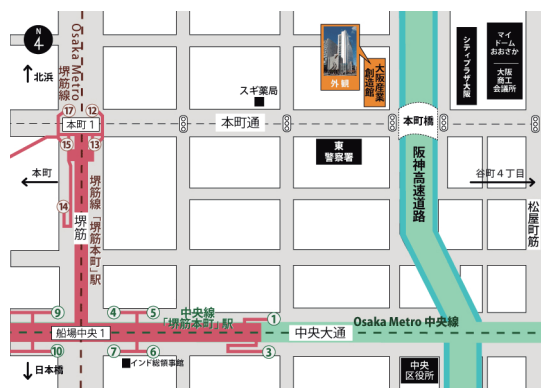 N
4
北浜
Osaka Metro
堺筋線
⑰
⑫
本町1
⑮
⑬
本町
⑭
堺筋
堺筋線「堺筋本町」駅
スギ薬局
本町通
外観
大阪産業
創造館
東
警察署
本町橋
阪神高速道路
シティプラザ大阪
マイ
ドーム
おおさか
大阪
商工
会議所
谷町4丁目
松屋町筋
⑨
④
⑤
中央線
「堺筋本町」駅
①
Osaka Metro 中央線
船場中央1
中央大通
⑩
⑦
⑥
③
インド総領事館
日本橋
中央
区役所